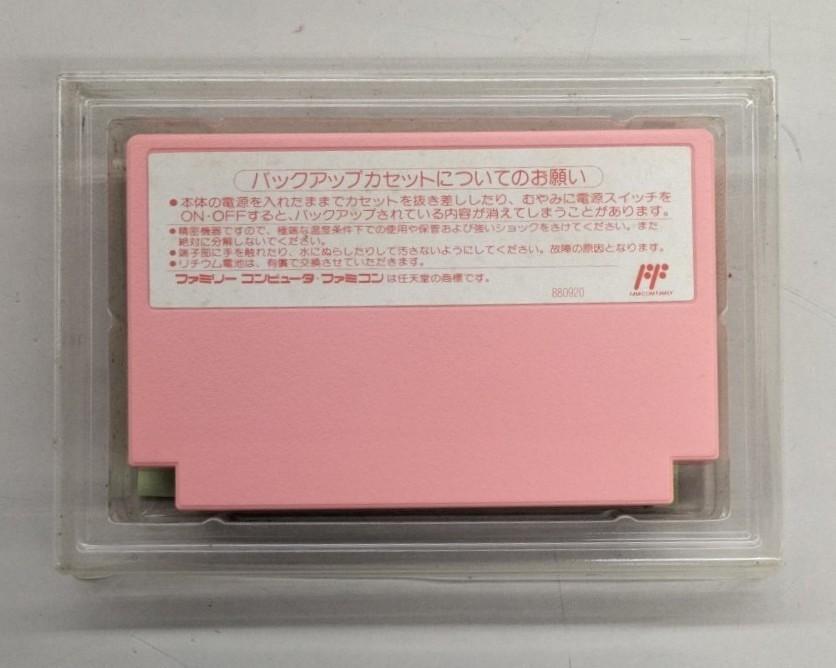 バックアップカセットについてのお願い
●本体の電源を入れたままでカセットを抜き差ししたり、むやみに電源スイッチを
ON・OFFすると、バックアップされている内容が消えてしまうことがあります。
●精密機器ですので、極端な温度条件下での使用や保管および強いショックをさけてください。また
絶対に分解しないでください。
●端子部に手を触れたり、水にぬらしたりして汚さないようにしてください。故障の原因となります。
●リチウム電池は、有償で交換させていただきます。
ファミリー コンピュータ・ファミコンは任天堂の商標です。
880920
FAMICOM FAMILY